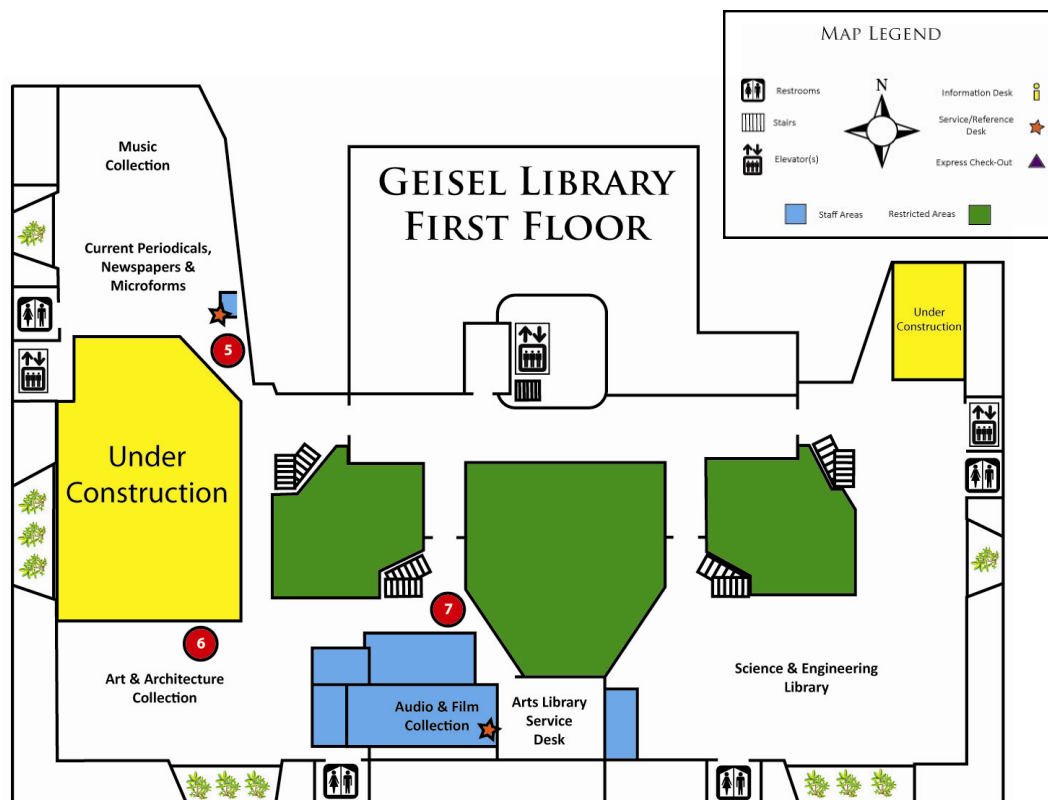 MAP LEGEND
N
Restrooms
Information Desk
Stairs
Service/Reference
Desk
Elevator(s)
Express Check-Out
Staff Areas
Restricted Areas
GEISEL LIBRARY
FIRST FLOOR
Music
Collection
Current Periodicals,
Newspapers &
Microforms
5
Under
Construction
Under
Construction
6
7
Art & Architecture
Collection
Audio & Film
Collection
Arts Library
Service
Desk
Science & Engineering
Library